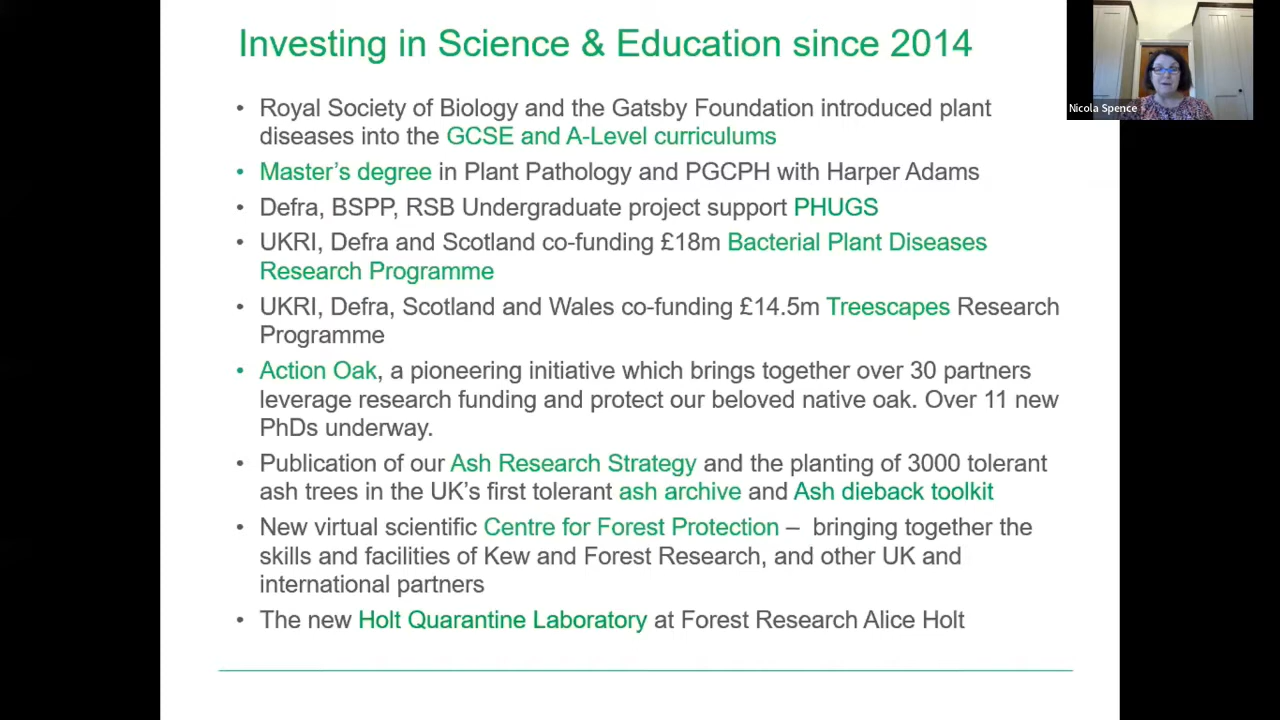 Investing in Science & Education since 2014
Nicola Spence
• Royal Society of Biology and the Gatsby Foundation introduced plant
diseases into the GCSE and A-Level curriculums
• Master's degree in Plant Pathology and PGCPH with Harper Adams
• Defra, BSPP, RSB Undergraduate project support PHUGS
• UKRI, Defra and Scotland co-funding £18m Bacterial Plant Diseases
Research Programme
• UKRI, Defra, Scotland and Wales co-funding £14.5m Treescapes Research
Programme
• Action Oak, a pioneering initiative which brings together over 30 partners
leverage research funding and protect our beloved native oak. Over 11 new
PhDs underway.
• Publication of our Ash Research Strategy and the planting of 3000 tolerant
ash trees in the UK's first tolerant ash archive and Ash dieback toolkit
• New virtual scientific Centre for Forest Protection – bringing together the
skills and facilities of Kew and Forest Research, and other UK and
international partners
• The new Holt Quarantine Laboratory at Forest Research Alice Holt